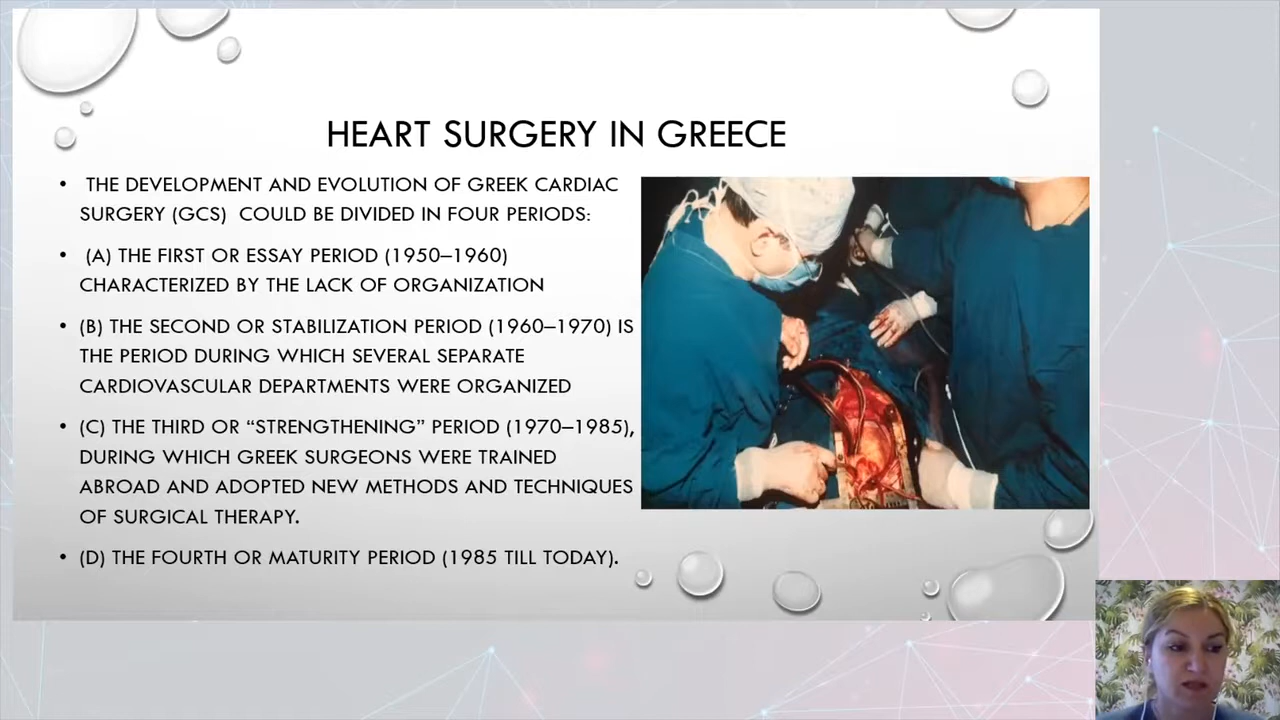 HEART SURGERY IN GREECE
• THE DEVELOPMENT AND EVOLUTION OF GREEK CARDIAC
SURGERY (GCS) COULD BE DIVIDED IN FOUR PERIODS:
• (A) THE FIRST OR ESSAY PERIOD (1950–1960)
CHARACTERIZED BY THE LACK OF ORGANIZATION
• (B) THE SECOND OR STABILIZATION PERIOD (1960–1970) IS
THE PERIOD DURING WHICH SEVERAL SEPARATE
CARDIOVASCULAR DEPARTMENTS WERE ORGANIZED
• (C) THE THIRD OR “STRENGTHENING” PERIOD (1970–1985),
DURING WHICH GREEK SURGEONS WERE TRAINED
ABROAD AND ADOPTED NEW METHODS AND TECHNIQUES
OF SURGICAL THERAPY.
• (D) THE FOURTH OR MATURITY PERIOD (1985 TILL TODAY).